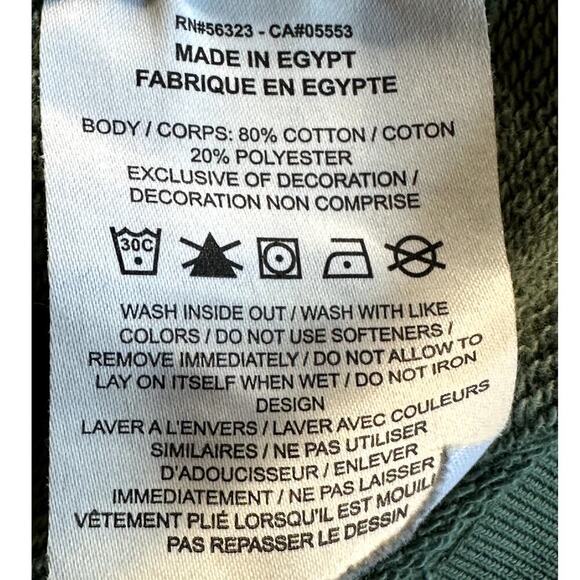 RN#56323 - CA#05553
MADE IN EGYPT
FABRIQUE EN EGYPTE
BODY / CORPS: 80% COTTON / COTON
20% POLYESTER
EXCLUSIVE OF DECORATION /
DECORATION NON COMPRISE
30C
WASH INSIDE OUT / WASH WITH LIKE
COLORS / DO NOT USE SOFTENERS /
REMOVE IMMEDIATELY / DO NOT ALLOW TO
LAY ON ITSELF WHEN WET / DO NOT IRON
DESIGN
LAVER A L'ENVERS / LAVER AVEC COULEURS
SIMILAIRES / NE PAS UTILISER
D'ADOUCISSEUR / ENLEVER
IMMEDIATEMENT / NE PAS LAISSER
VÊTEMENT PLIÉ LORSQU'IL EST MOUIL
PAS REPASSER LE DESSIN